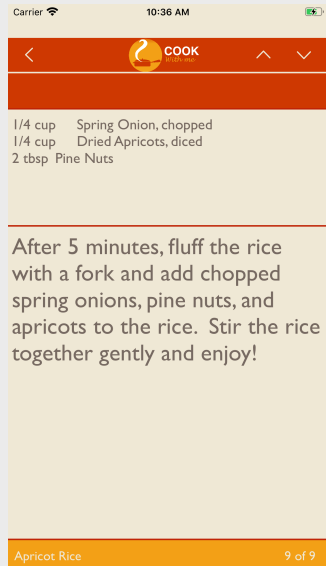 Carrier 10:36 AM
COOK
with me
1/4 cup Spring Onion, chopped
1/4 cup Dried Apricots, diced
2 tbsp Pine Nuts
After 5 minutes, fluff the rice
with a fork and add chopped
spring onions, pine nuts, and
apricots to the rice. Stir the rice
together gently and enjoy!
Apricot Rice 9 of 9